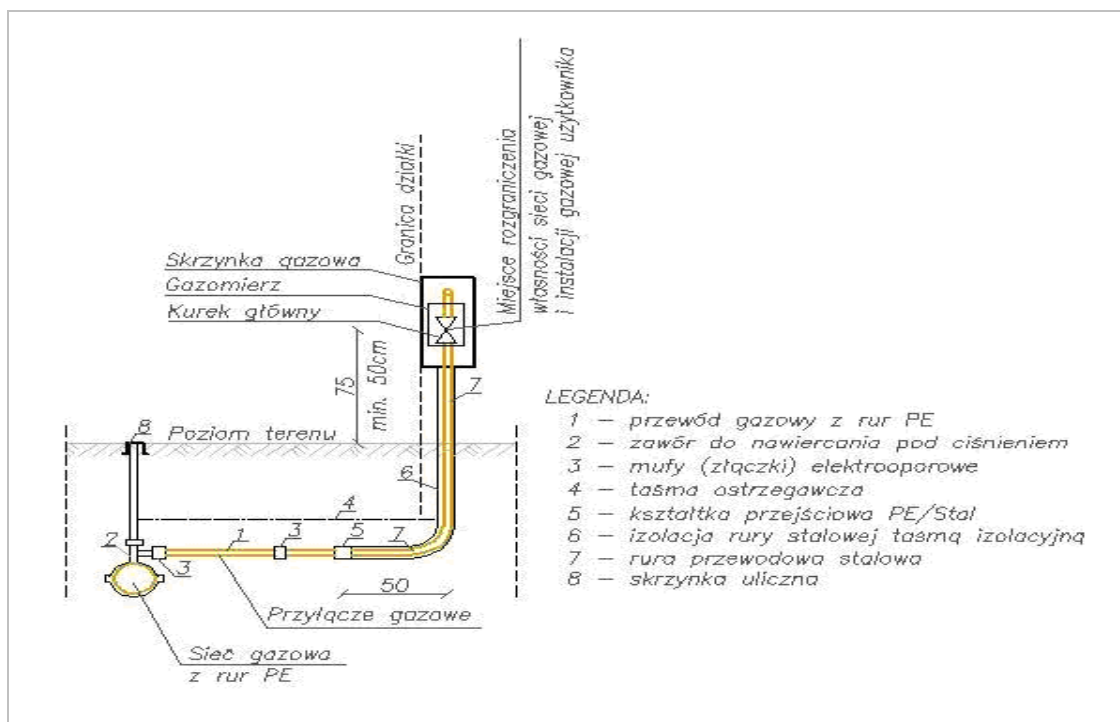 Miejsce rozgraniczenia
własności sieci gazowej
i instalacji gazowej użytkownika
Granica działki
Skrzynka gazowa
Gazomierz
Kurek główny
75
min. 50cm
7
8
Poziom terenu
6
4
2
1
3
5
7
3
50
Przyłącze gazowe
Sieć gazowa
z rur PE
LEGENDA:
1 – przewód gazowy z rur PE
2 – zawór do nawiercania pod ciśnieniem
3 – mufy (złączki) elektrooporowe
4 – taśma ostrzegawcza
5 – kształtka przejściowa PE/Stal
6 – izolacja rury stalowej taśmą izolacyjną
7 – rura przewodowa stalowa
8 – skrzynka uliczna